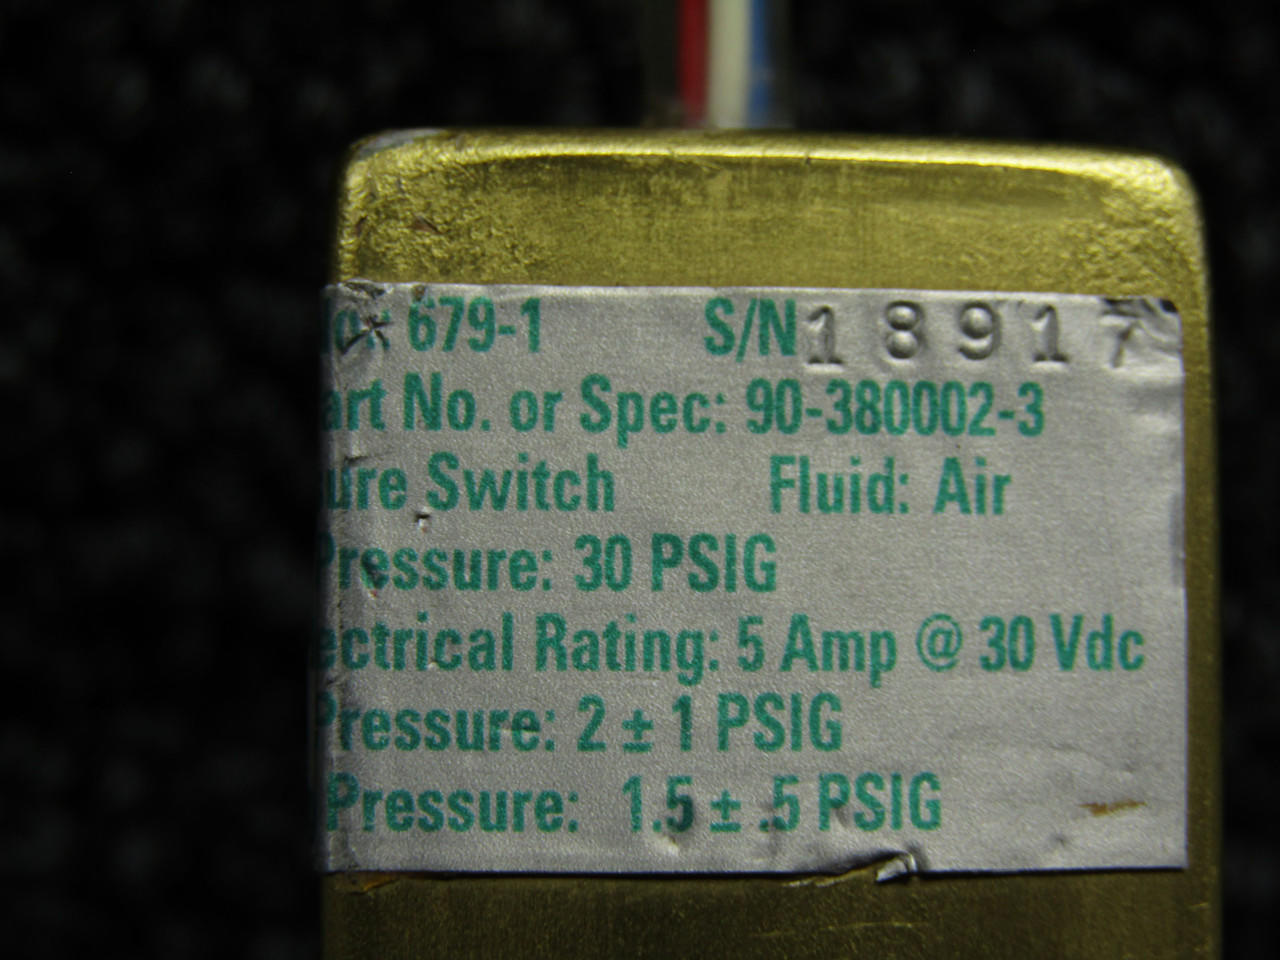 o: 679-1 S/N 18917
art No. or Spec: 90-380002-3
ure Switch Fluid: Air
Pressure: 30 PSIG
ectrical Rating: 5 Amp @ 30 Vdc
Pressure: 2 ± 1 PSIG
Pressure: 1.5 ± .5 PSIG